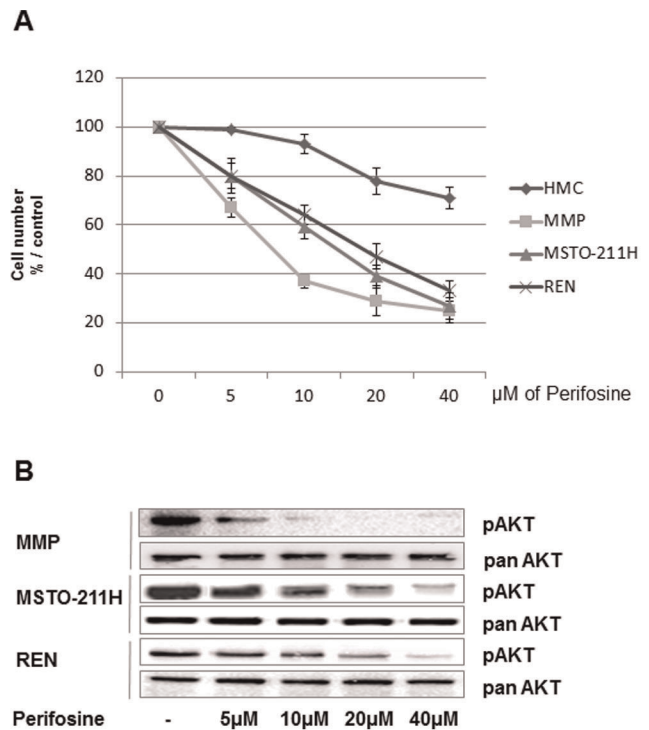 A
Cell number
% / control
120
100
80
60
40
20
0
0 5 10 20 40 µM of Perifosine
HMC
MMP
MSTO-211H
REN
B
MMP
pAKT
pan AKT
MSTO-211H
pAKT
pan AKT
REN
pAKT
pan AKT
Perifosine - 5µM 10µM 20µM 40µM